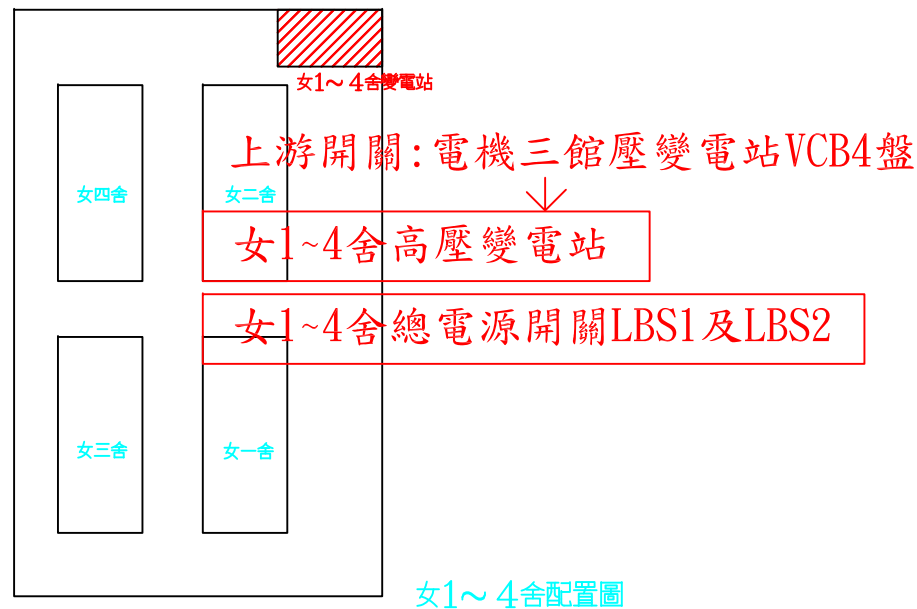 女1~4舍變電站
上游開關:電機三館壓變電站VCB4盤
女四舍
女二舍
女1~4舍高壓變電站
女1~4舍總電源開關LBS1及LBS2
女三舍
女一舍
女1~4舍配置圖